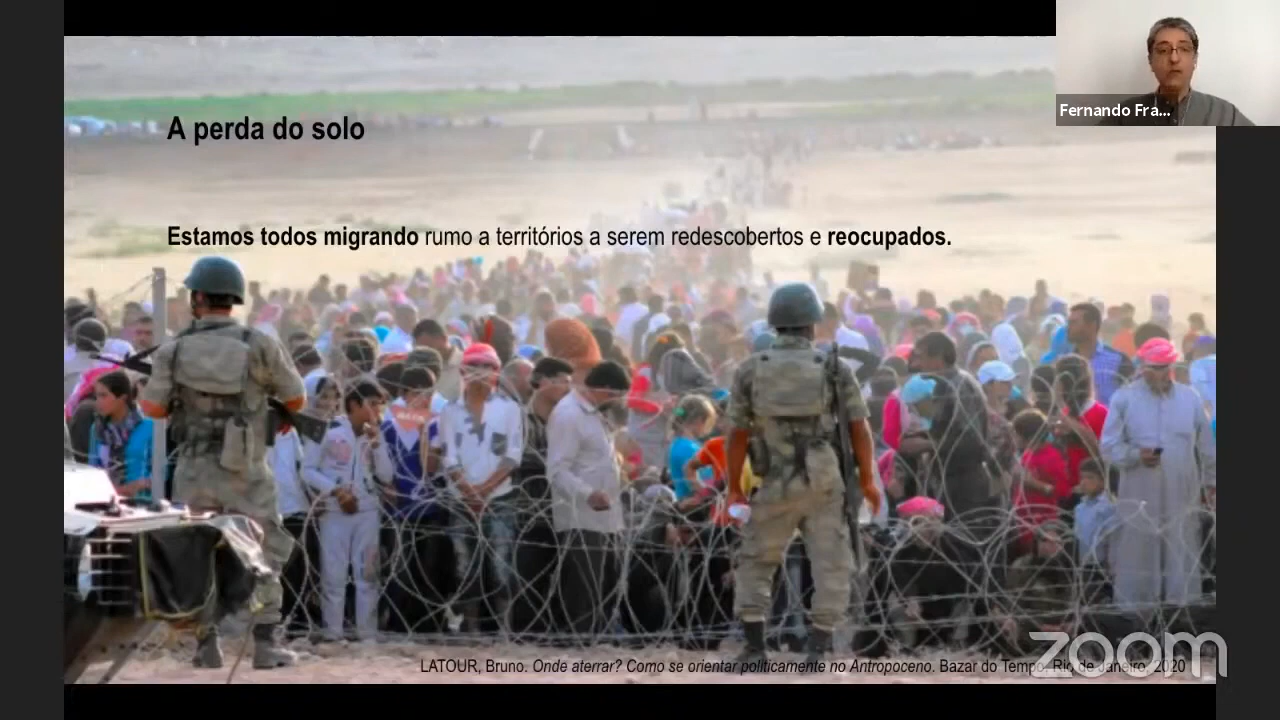 Fernando Fra...
A perda do solo
Estamos todos migrando rumo a territórios a serem redescobertos e reocupados.
LATOUR, Bruno. Onde aterrar? Como se orientar politicamente no Antropoceno. Bazar do Tempo. Rio de Janeiro, 2020
zoom